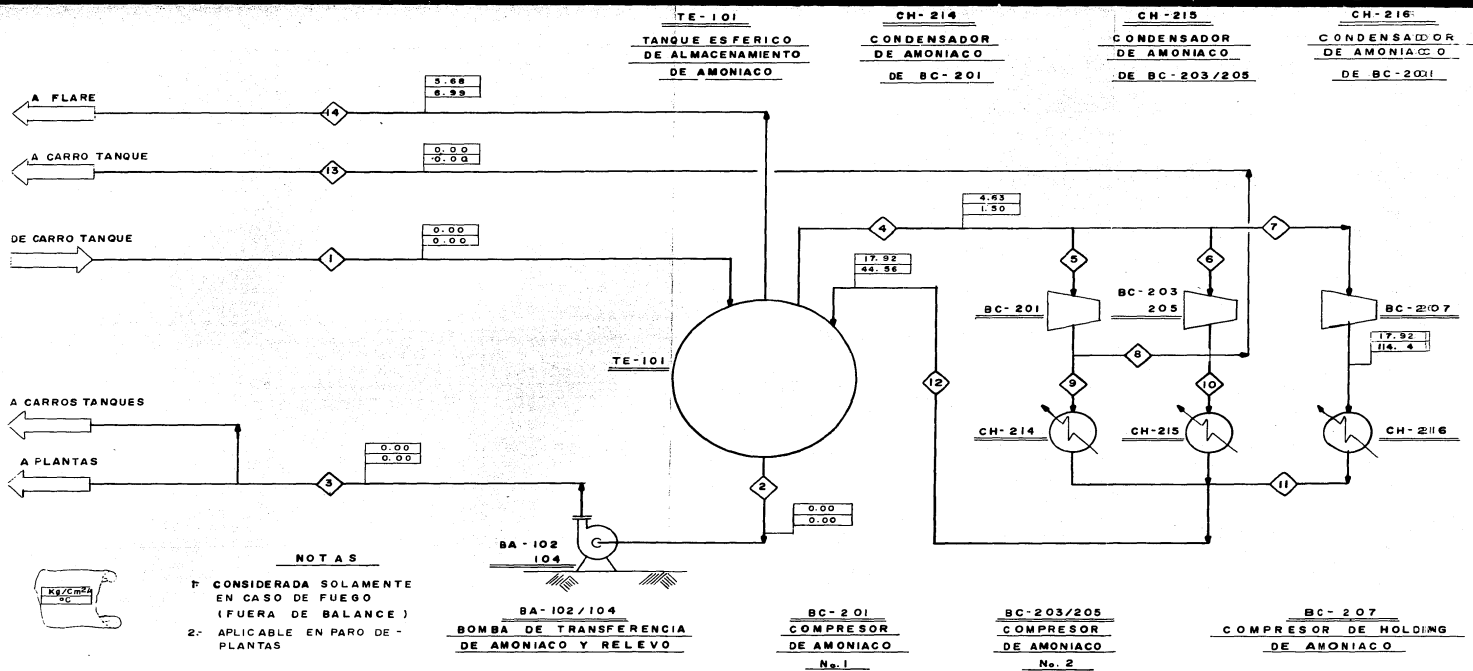 TE-101
TANQUE ESFERICO
DE ALMACENAMIENTO
DE AMONIACO
CH-214
CONDENSADOR
DE AMONIACO
DE BC-201
CH-215
CONDENSADOR
DE AMONIACO
DE BC-203/205
CH-216
CONDENSADOR
DE AMONIACO
DE BC-201
A FLARE
14
5.68
6.99
A CARRO TANQUE
13
0.00
0.00
DE CARRO TANQUE
1
0.00
0.00
4
4.63
1.50
7
17.92
44.56
5
6
BC-201
BC-203
205
BC-207
17.92
114.4
8
TE-101
12
9
10
CH-214
CH-215
CH-216
A CARROS TANQUES
A PLANTAS
3
0.00
0.00
2
11
0.00
0.00
BA-102
104
Kg/Cm²
°C
NOTAS
1- CONSIDERADA SOLAMENTE
EN CASO DE FUEGO
(FUERA DE BALANCE)
2.- APLICABLE EN PARO DE -
PLANTAS
BA-102/104
BOMBA DE TRANSFERENCIA
DE AMONIACO Y RELEVO
BC-201
COMPRESOR
DE AMONIACO
No. 1
BC-203/205
COMPRESOR
DE AMONIACO
No. 2
BC-207
COMPRESOR DE HOLDING
DE AMONIACO